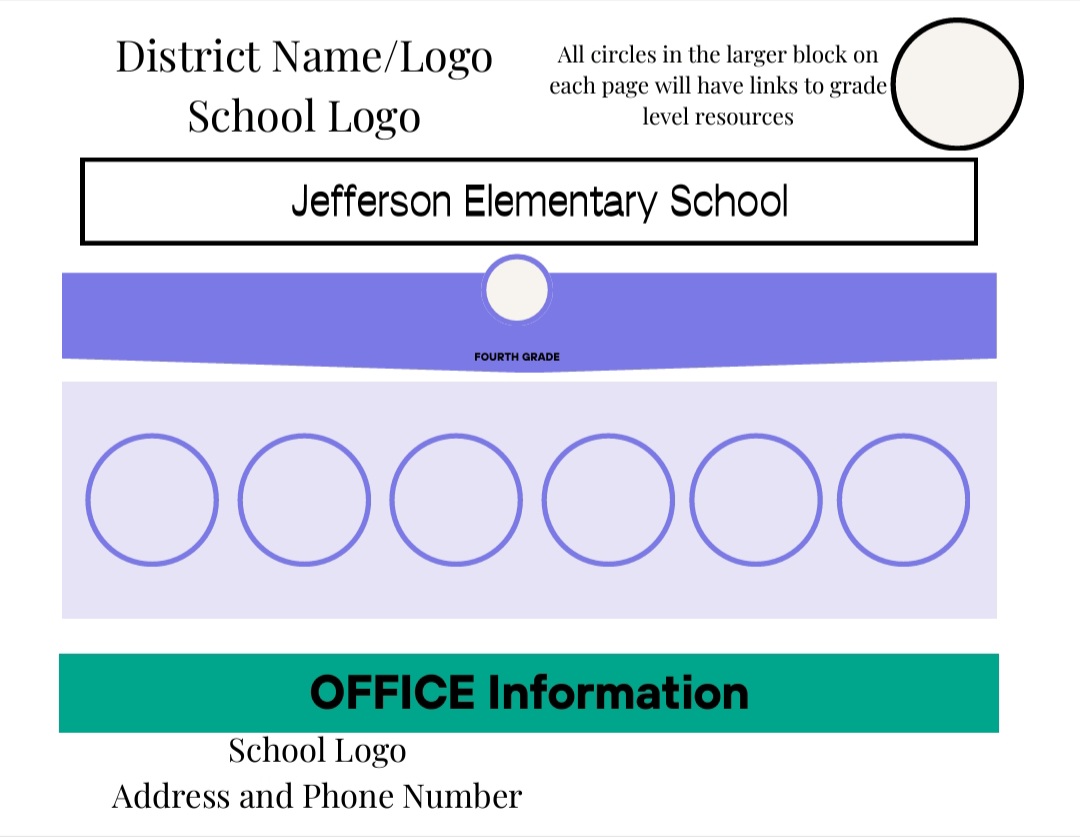 District Name/Logo
School Logo
All circles in the larger block on
each page will have links to grade
level resources
Jefferson Elementary School
FOURTH GRADE
OFFICE Information
School Logo
Address and Phone Number